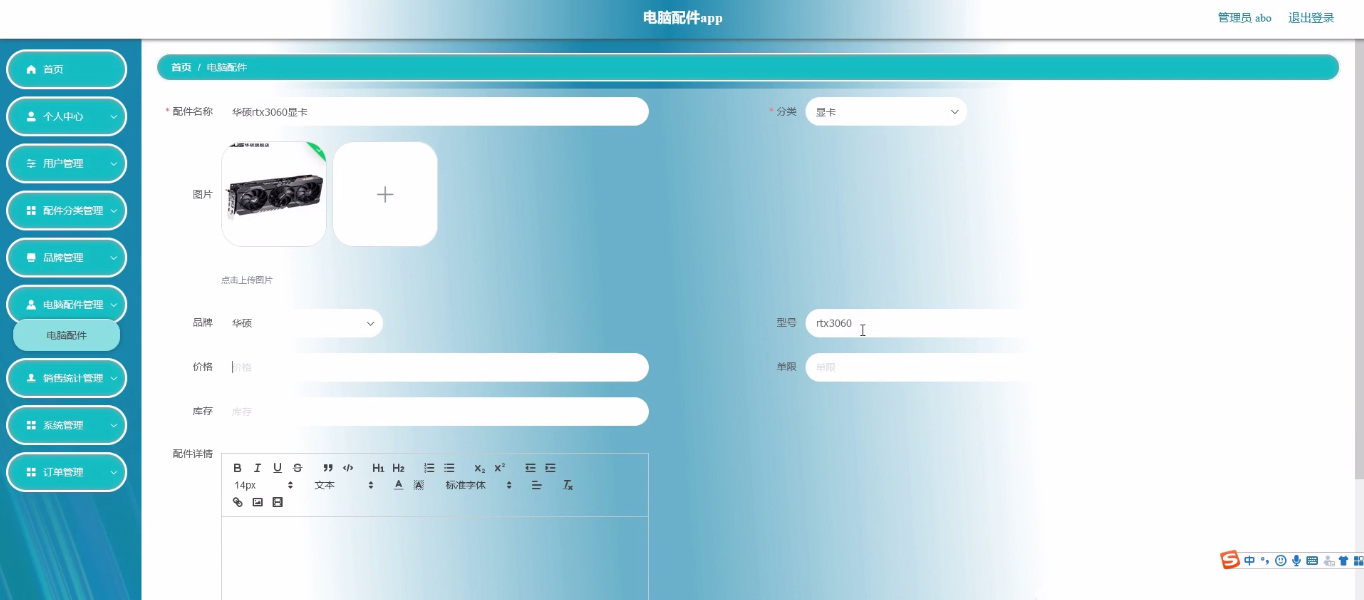 电脑配件app
管理员 abo 退出登录
首页
个人中心
用户管理
配件分类管理
品牌管理
电脑配件管理
电脑配件
销售统计管理
系统管理
订单管理
首页 / 电脑配件
* 配件名称 华硕rtx3060显卡
* 分类 显卡
图片
点击上传图片
品牌 华硕
型号 rtx3060
价格 价格
单限 单限
库存 库存
配件详情
B I U S H1 H2 X2 X2
14px 文本 A A 标准字体 Tx
S 中